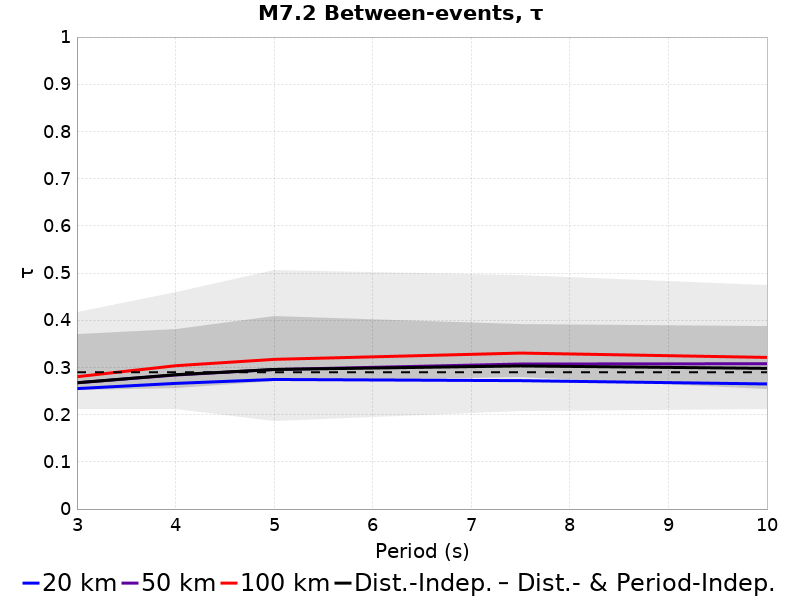 M7.2 Between-events, τ
1
0.9
0.8
0.7
0.6
0.5
0.4
0.3
0.2
0.1
0
τ
3 4 5 6 7 8 9 10
Period (s)
20 km 50 km 100 km Dist.-Indep. Dist.- & Period-Indep.